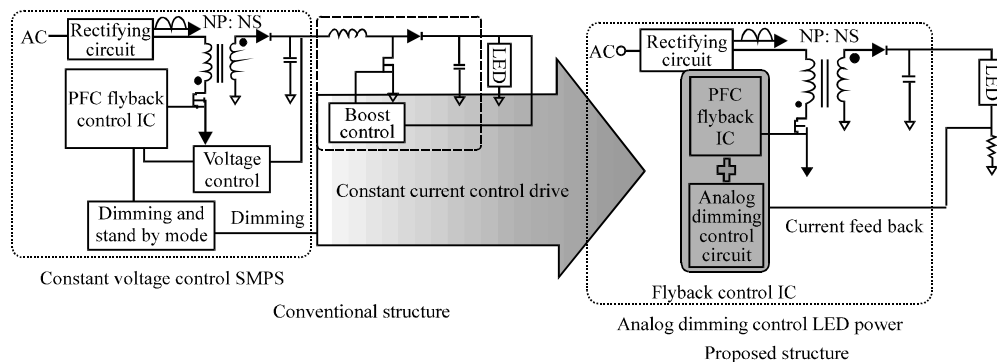 AC
Rectifying
circuit
NP: NS
PFC flyback
control IC
Voltage
control
Dimming and
stand by mode
Dimming
Constant voltage control SMPS
Boost
control
LED
Constant current control drive
Conventional structure
AC
Rectifying
circuit
NP: NS
PFC
flyback
IC
Analog
dimming
control
circuit
LED
Current feed back
Flyback control IC
Analog dimming control LED power
Proposed structure